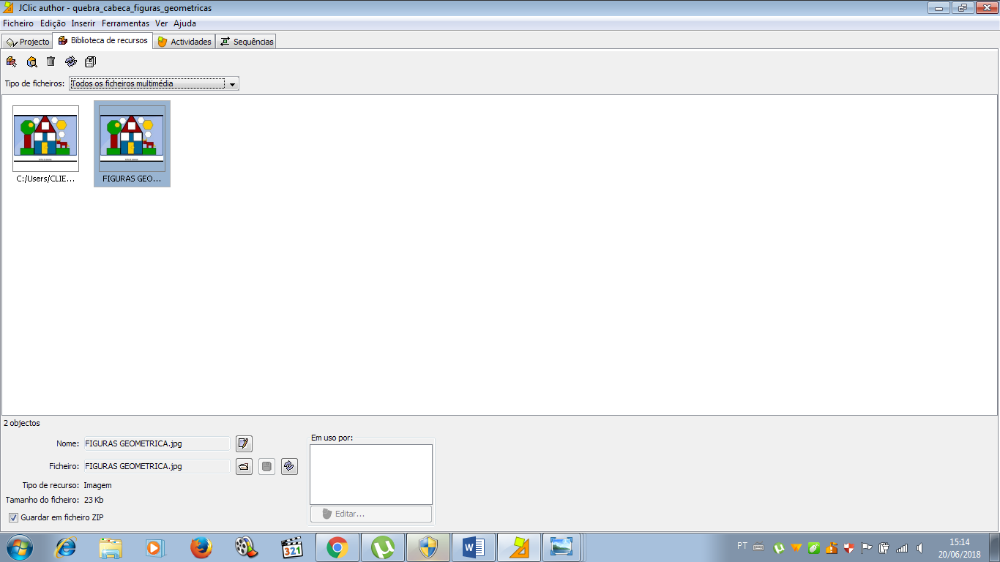 JClic author - quebra_cabeca_figuras_geometricas
Ficheiro Edição Inserir Ferramentas Ver Ajuda
Projecto Biblioteca de recursos Actividades Sequências
Tipo de ficheiros: Todos os ficheiros multimédia
C:/Users/CLIE... FIGURAS GEO...
2 objectos
Nome: FIGURAS GEOMETRICA.jpg
Em uso por:
Ficheiro: FIGURAS GEOMETRICA.jpg
Tipo de recurso: Imagem
Tamanho do ficheiro: 23 Kb
Editar...
Guardar em ficheiro ZIP
321
PT
15:14
20/06/2018